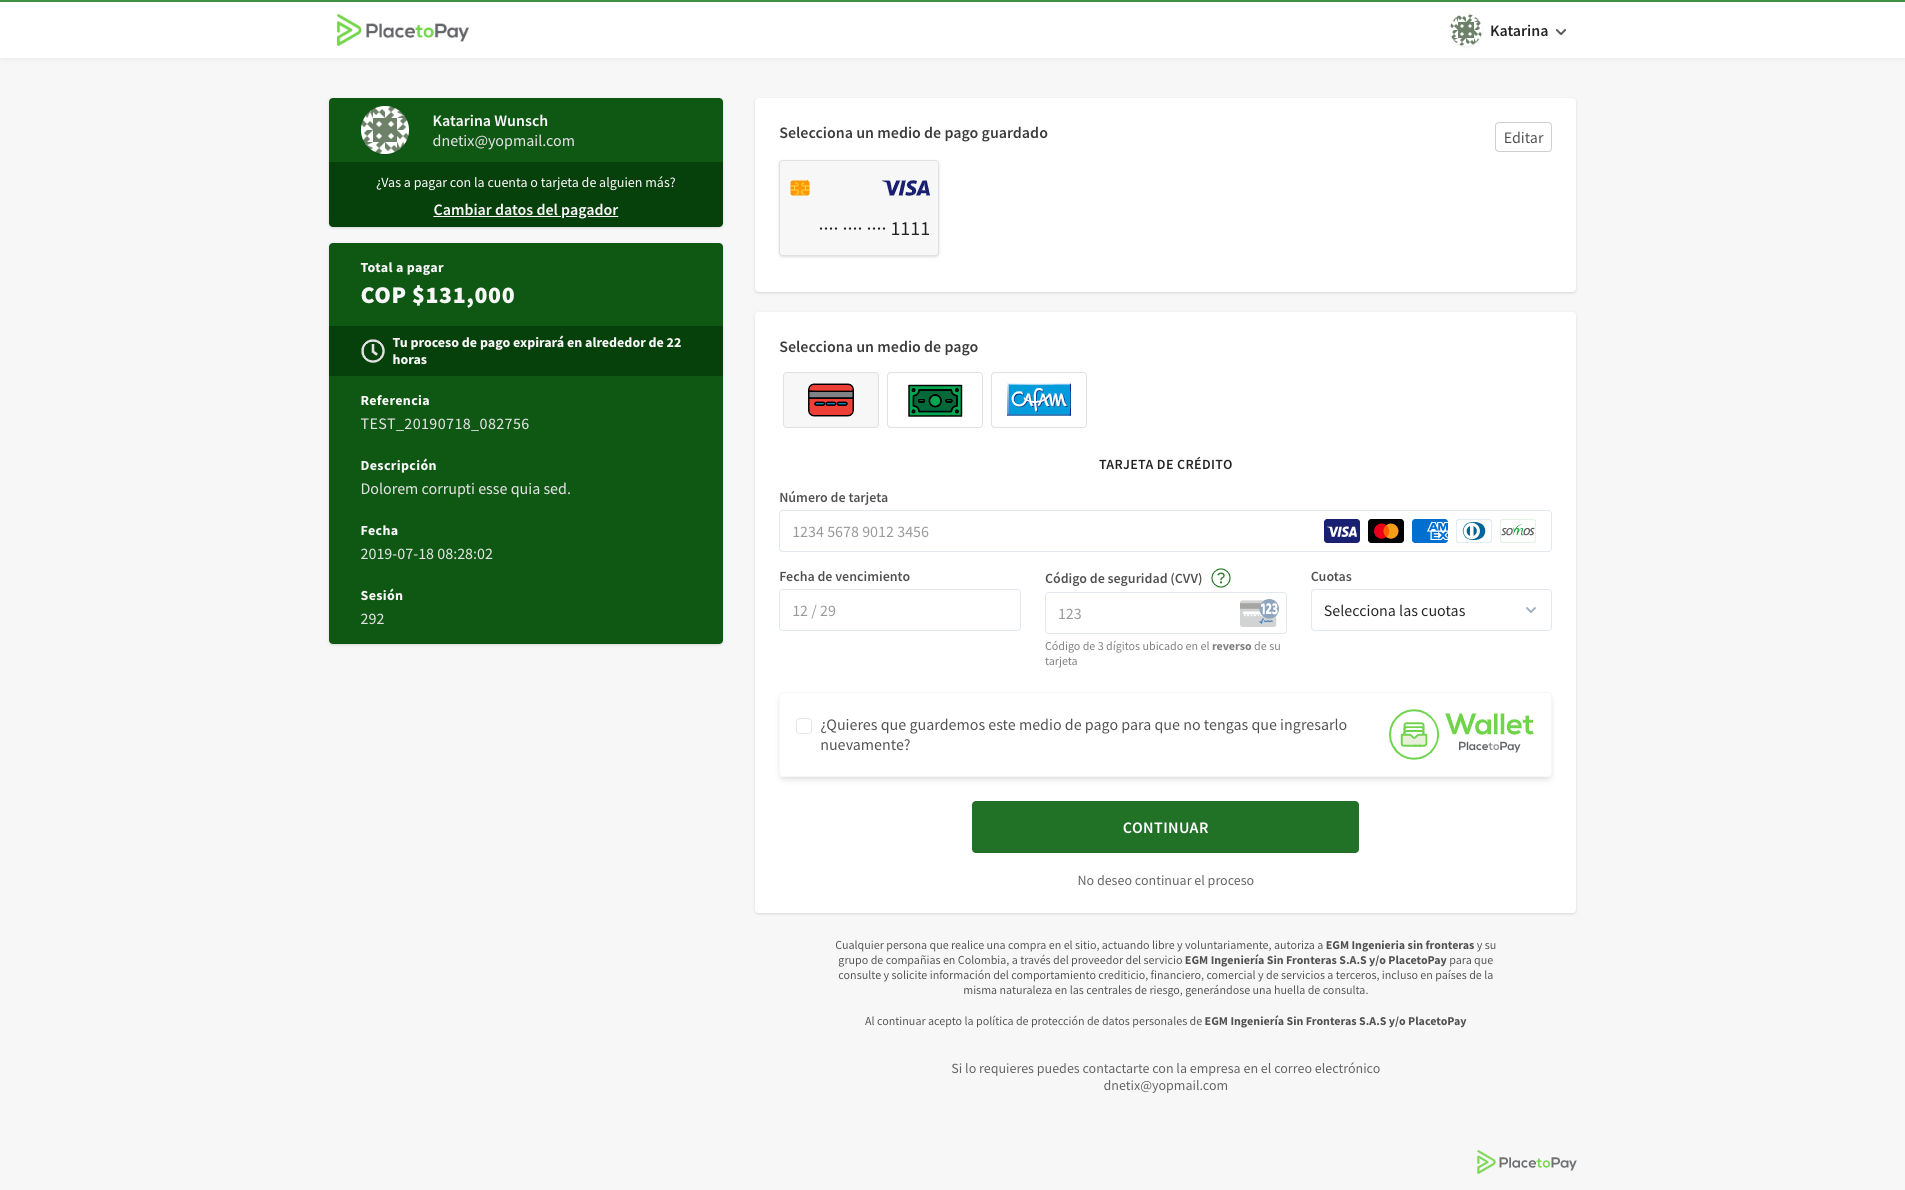 PlacetoPay
Katarina
Katarina Wunsch
dnetix@yopmail.com
¿Vas a pagar con la cuenta o tarjeta de alguien más?
Cambiar datos del pagador
Total a pagar
COP $131,000
Tu proceso de pago expirará en alrededor de 22
horas
Referencia
TEST_20190718_082756
Descripción
Dolorem corrupti esse quia sed.
Fecha
2019-07-18 08:28:02
Sesión
292
Selecciona un medio de pago guardado
Editar
VISA
···· ···· ···· 1111
Selecciona un medio de pago
CAFAM
TARJETA DE CRÉDITO
Número de tarjeta
1234 5678 9012 3456
VISA
AM
EX
somos
Fecha de vencimiento
12 / 29
Código de seguridad (CVV) ?
123
123
Código de 3 dígitos ubicado en el reverso de su
tarjeta
Cuotas
Selecciona las cuotas
¿Quieres que guardemos este medio de pago para que no tengas que ingresarlo
nuevamente?
Wallet
PlacetoPay
CONTINUAR
No deseo continuar el proceso
Cualquier persona que realice una compra en el sitio, actuando libre y voluntariamente, autoriza a EGM Ingenieria sin fronteras y su
grupo de compañias en Colombia, a través del proveedor del servicio EGM Ingeniería Sin Fronteras S.A.S y/o PlacetoPay para que
consulte y solicite información del comportamiento crediticio, financiero, comercial y de servicios a terceros, incluso en países de la
misma naturaleza en las centrales de riesgo, generándose una huella de consulta.
Al continuar acepto la política de protección de datos personales de EGM Ingeniería Sin Fronteras S.A.S y/o PlacetoPay
Si lo requieres puedes contactarte con la empresa en el correo electrónico
dnetix@yopmail.com
PlacetoPay